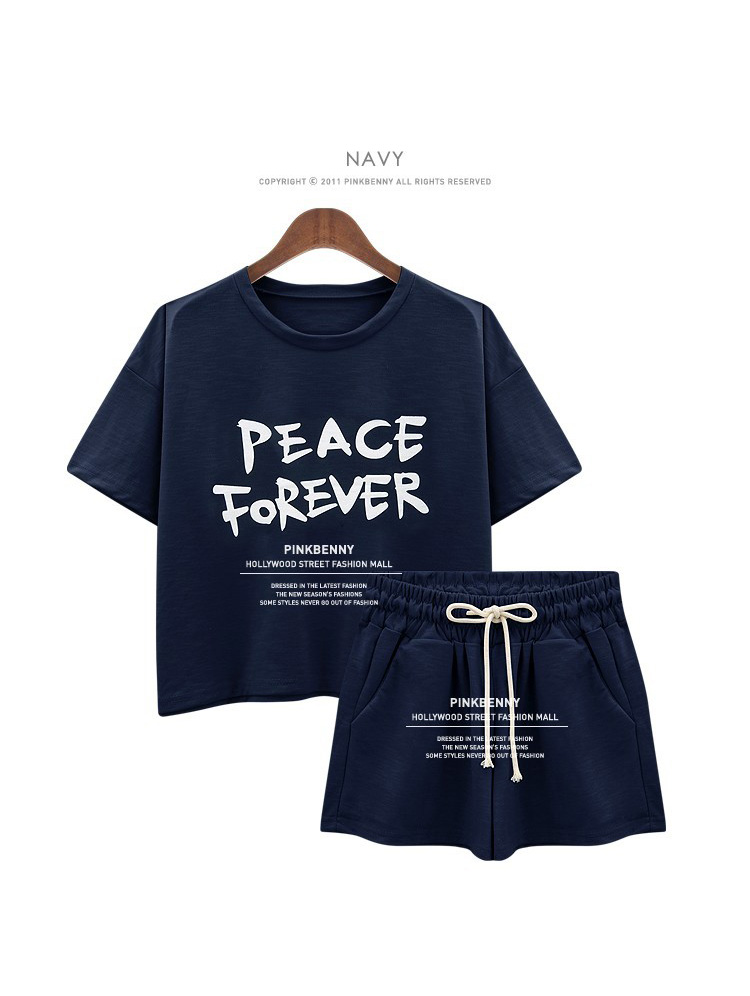 NAVY
COPYRIGHT © 2011 PINKBENNY ALL RIGHTS RESERVED
PEACE
FOREVER
PINKBENNY
HOLLYWOOD STREET FASHION MALL
DRESSED IN THE LATEST FASHION
THE NEW SEASON'S FASHIONS
SOME STYLES NEVER GO OUT OF FASHION
PINKBENNY
HOLLYWOOD STREET FASHION MALL
DRESSED IN THE LATEST FASHION
THE NEW SEASON'S FASHIONS
SOME STYLES NEVER GO OUT OF FASHION